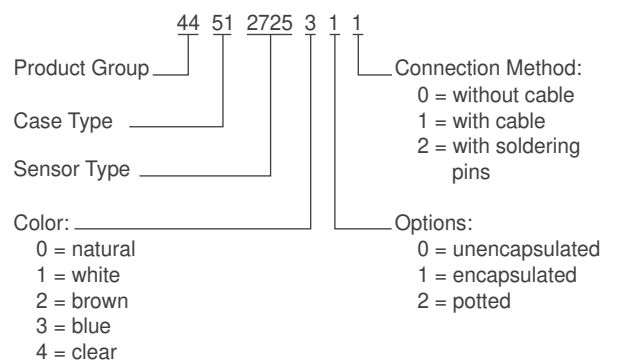 44 51 2725 3 1 1
Product Group
Case Type
Sensor Type
Color:
0 = natural
1 = white
2 = brown
3 = blue
4 = clear
Connection Method:
0 = without cable
1 = with cable
2 = with soldering
pins
Options:
0 = unencapsulated
1 = encapsulated
2 = potted